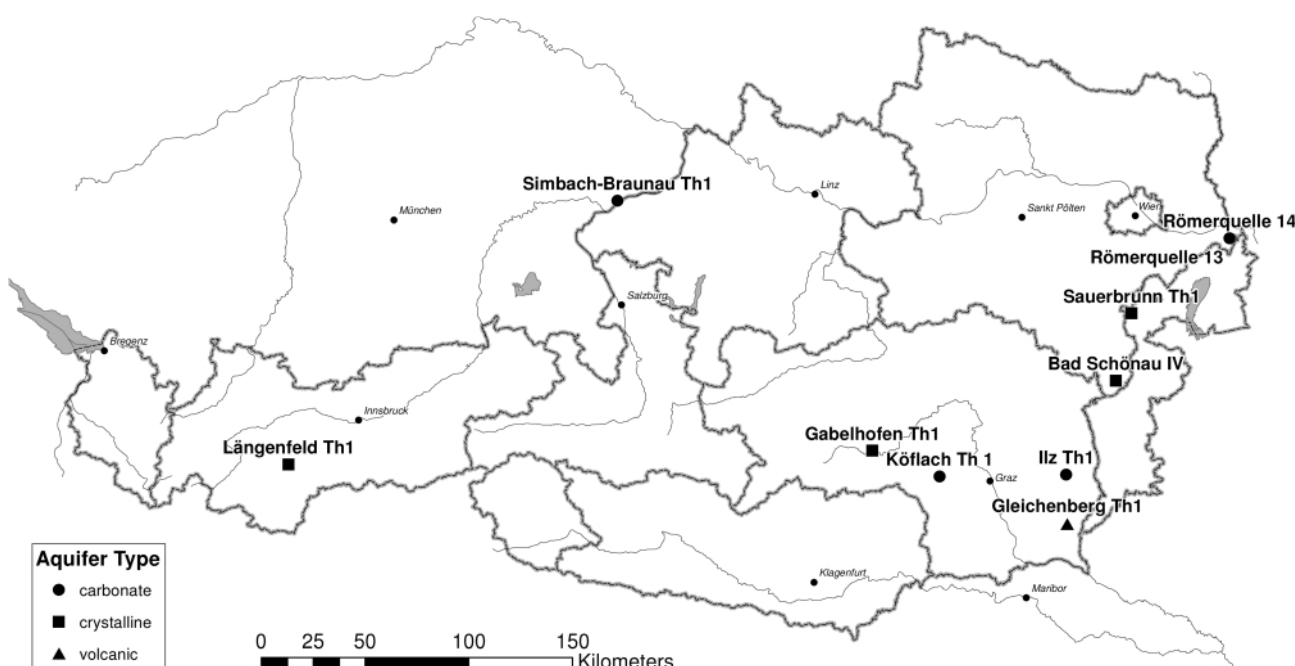 Linz
Simbach-Braunau Th1
München
Sankt Pölten
Wien
Römerquelle 14
Römerquelle 13
Salzburg
Sauerbrunn Th1
Bregenz
Bad Schönau IV
Innsbruck
Längenfeld Th1
Gabelhofen Th1
Köflach Th 1
Ilz Th1
Graz
Gleichenberg Th1
Klagenfurt
Maribor
Aquifer Type
carbonate
crystalline
volcanic
0 25 50 100 150
Kilometers